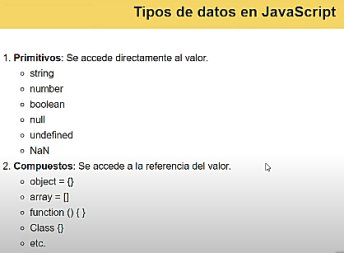 Tipos de datos en JavaScript
1. Primitivos: Se accede directamente al valor.
string
number
boolean
null
undefined
NaN
2. Compuestos: Se accede a la referencia del valor.
object = {}
array = []
function () { }
Class {}
etc.